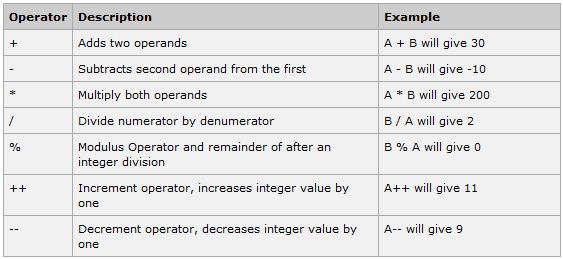 Operator Description Example
+ Adds two operands A + B will give 30
- Subtracts second operand from the first A - B will give -10
* Multiply both operands A * B will give 200
/ Divide numerator by denumerator B / A will give 2
% Modulus Operator and remainder of after an B % A will give 0
integer division
++ Increment operator, increases integer value by A++ will give 11
one
-- Decrement operator, decreases integer value by A-- will give 9
one